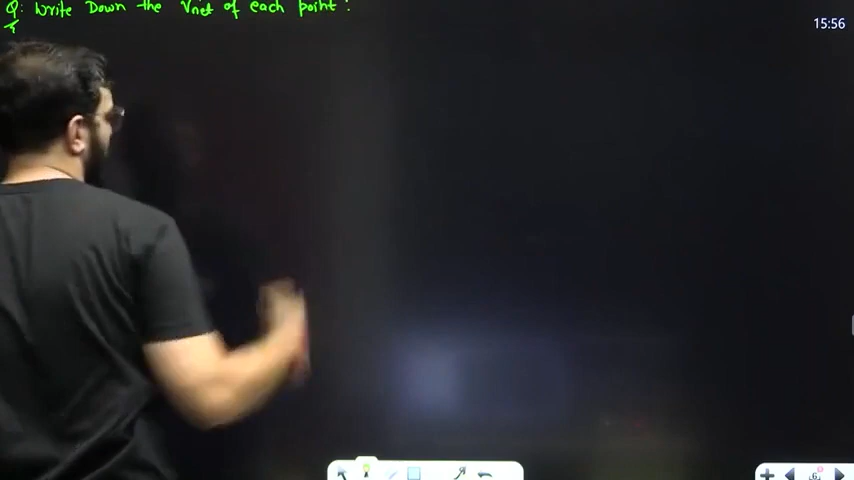 Q: Write Down the Vnet of each point:
15:56